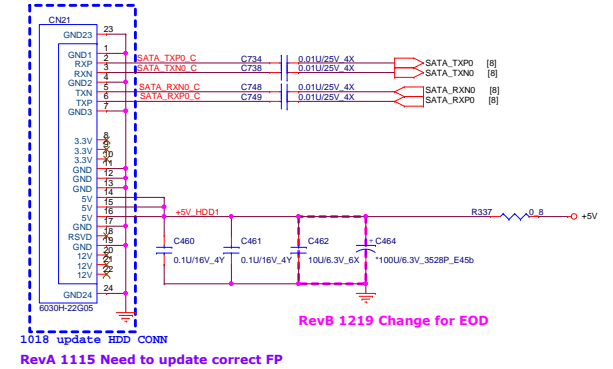 CN21
GND23 23
GND1 1
RXP 2 SATA_TXP0_C C734 0.01U/25V_4X SATA_TXP0 [8]
RXN 3 SATA_TXN0_C C738 0.01U/25V_4X SATA_TXN0 [8]
GND2 4
TXN 5 SATA_RXN0_C C748 0.01U/25V_4X SATA_RXN0 [8]
TXP 6 SATA_RXP0_C C749 0.01U/25V_4X SATA_RXP0 [8]
GND3 7
3.3V 8
3.3V 9
3.3V 10
GND 11
GND 12
GND 13
5V 14
5V 15
5V 16 +5V_HDD1 R337 0_8 +5V
GND 17
RSVD 18
GND 19
12V 20
12V 21
12V 22
C460 C461 C462 + C464
0.1U/16V_4Y 0.1U/16V_4Y 10U/6.3V_6X *100U/6.3V_3528P_E45b
GND24 24
6030H-22G05
RevB 1219 Change for EOD
1018 update HDD CONN
RevA 1115 Need to update correct FP